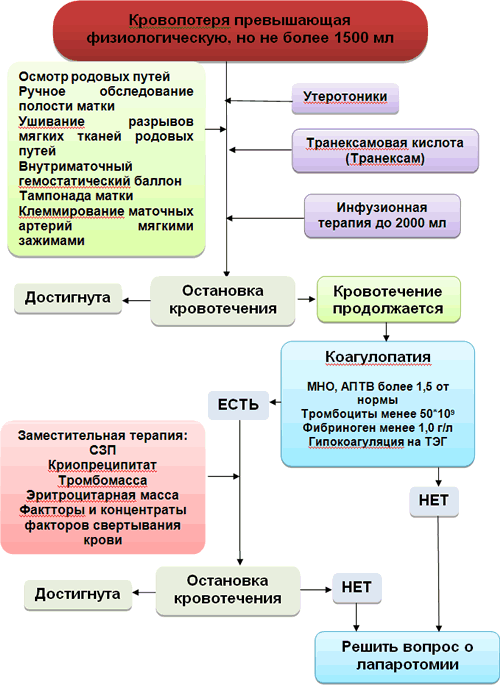 Кровопотеря превышающая
физиологическую, но не более 1500 мл
Осмотр родовых путей
Ручное обследование
полости матки
Ушивание разрывов
мягких тканей родовых
путей
Внутриматочный
гемостатический баллон
Тампонада матки
Клеммирование маточных
артерий мягкими
зажимами
Утеротоники
Транексамовая кислота
(Транексам)
Инфузионная
терапия до 2000 мл
Достигнута
Остановка
кровотечения
Кровотечение
продолжается
Коагулопатия
МНО, АПТВ более 1,5 от
нормы
Тромбоциты менее 50*10⁹
Фибриноген менее 1,0 г/л
Гипокоагуляция на ТЭГ
ЕСТЬ
Заместительная терапия:
СЗП
Криопреципитат
Тромбомасса
Эритроцитарная масса
Фактторы и концентраты
факторов свертывания
крови
НЕТ
Достигнута
Остановка
кровотечения
НЕТ
Решить вопрос о
лапаротомии